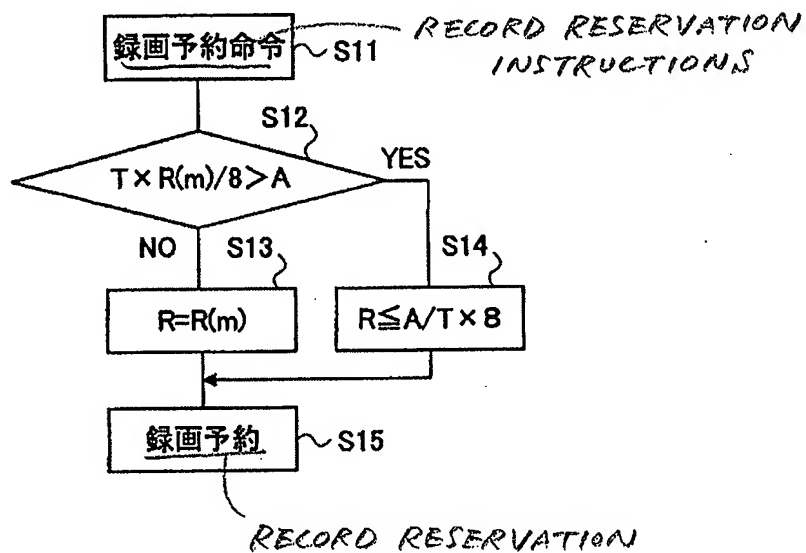 録画予約命令
S11
RECORD RESERVATION
INSTRUCTIONS
S12
T×R(m)/8>A
YES
NO
S13
S14
R=R(m)
R≦A/T×8
録画予約
S15
RECORD RESERVATION